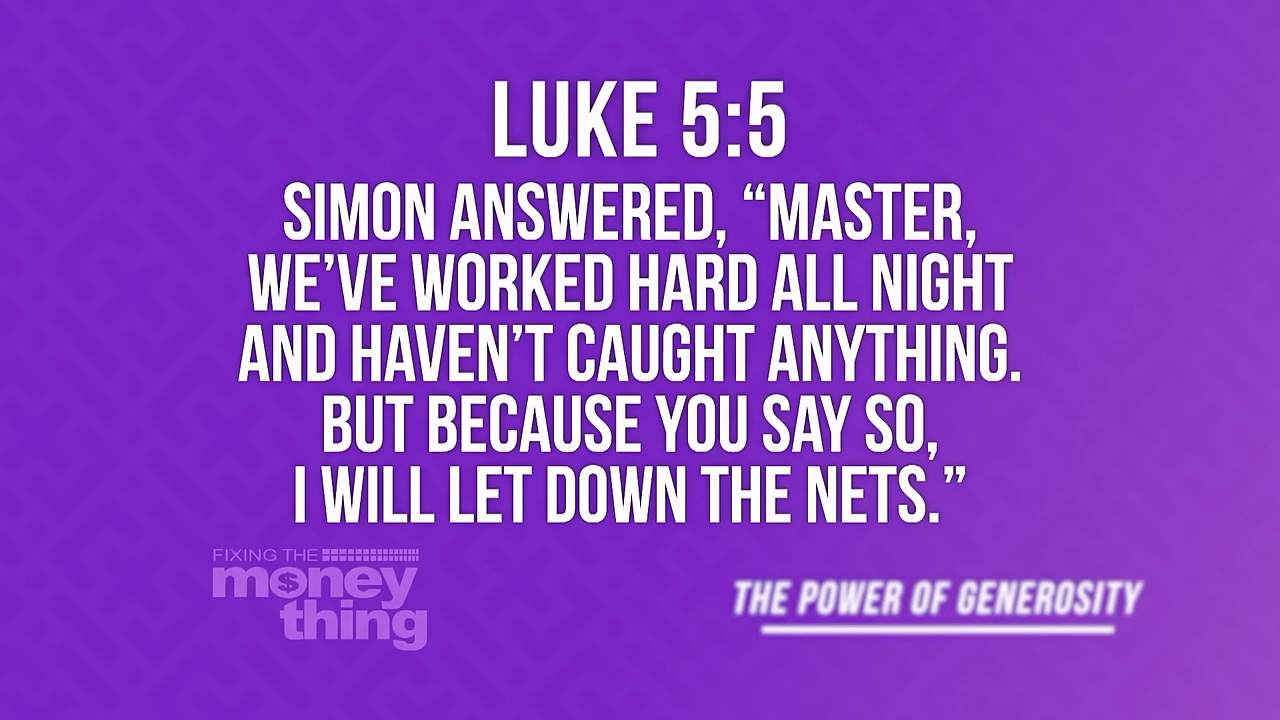 LUKE 5:5
SIMON ANSWERED, “MASTER,
WE’VE WORKED HARD ALL NIGHT
AND HAVEN’T CAUGHT ANYTHING.
BUT BECAUSE YOU SAY SO,
I WILL LET DOWN THE NETS.”
FIXING THE
money
thing
THE POWER OF GENEROSITY